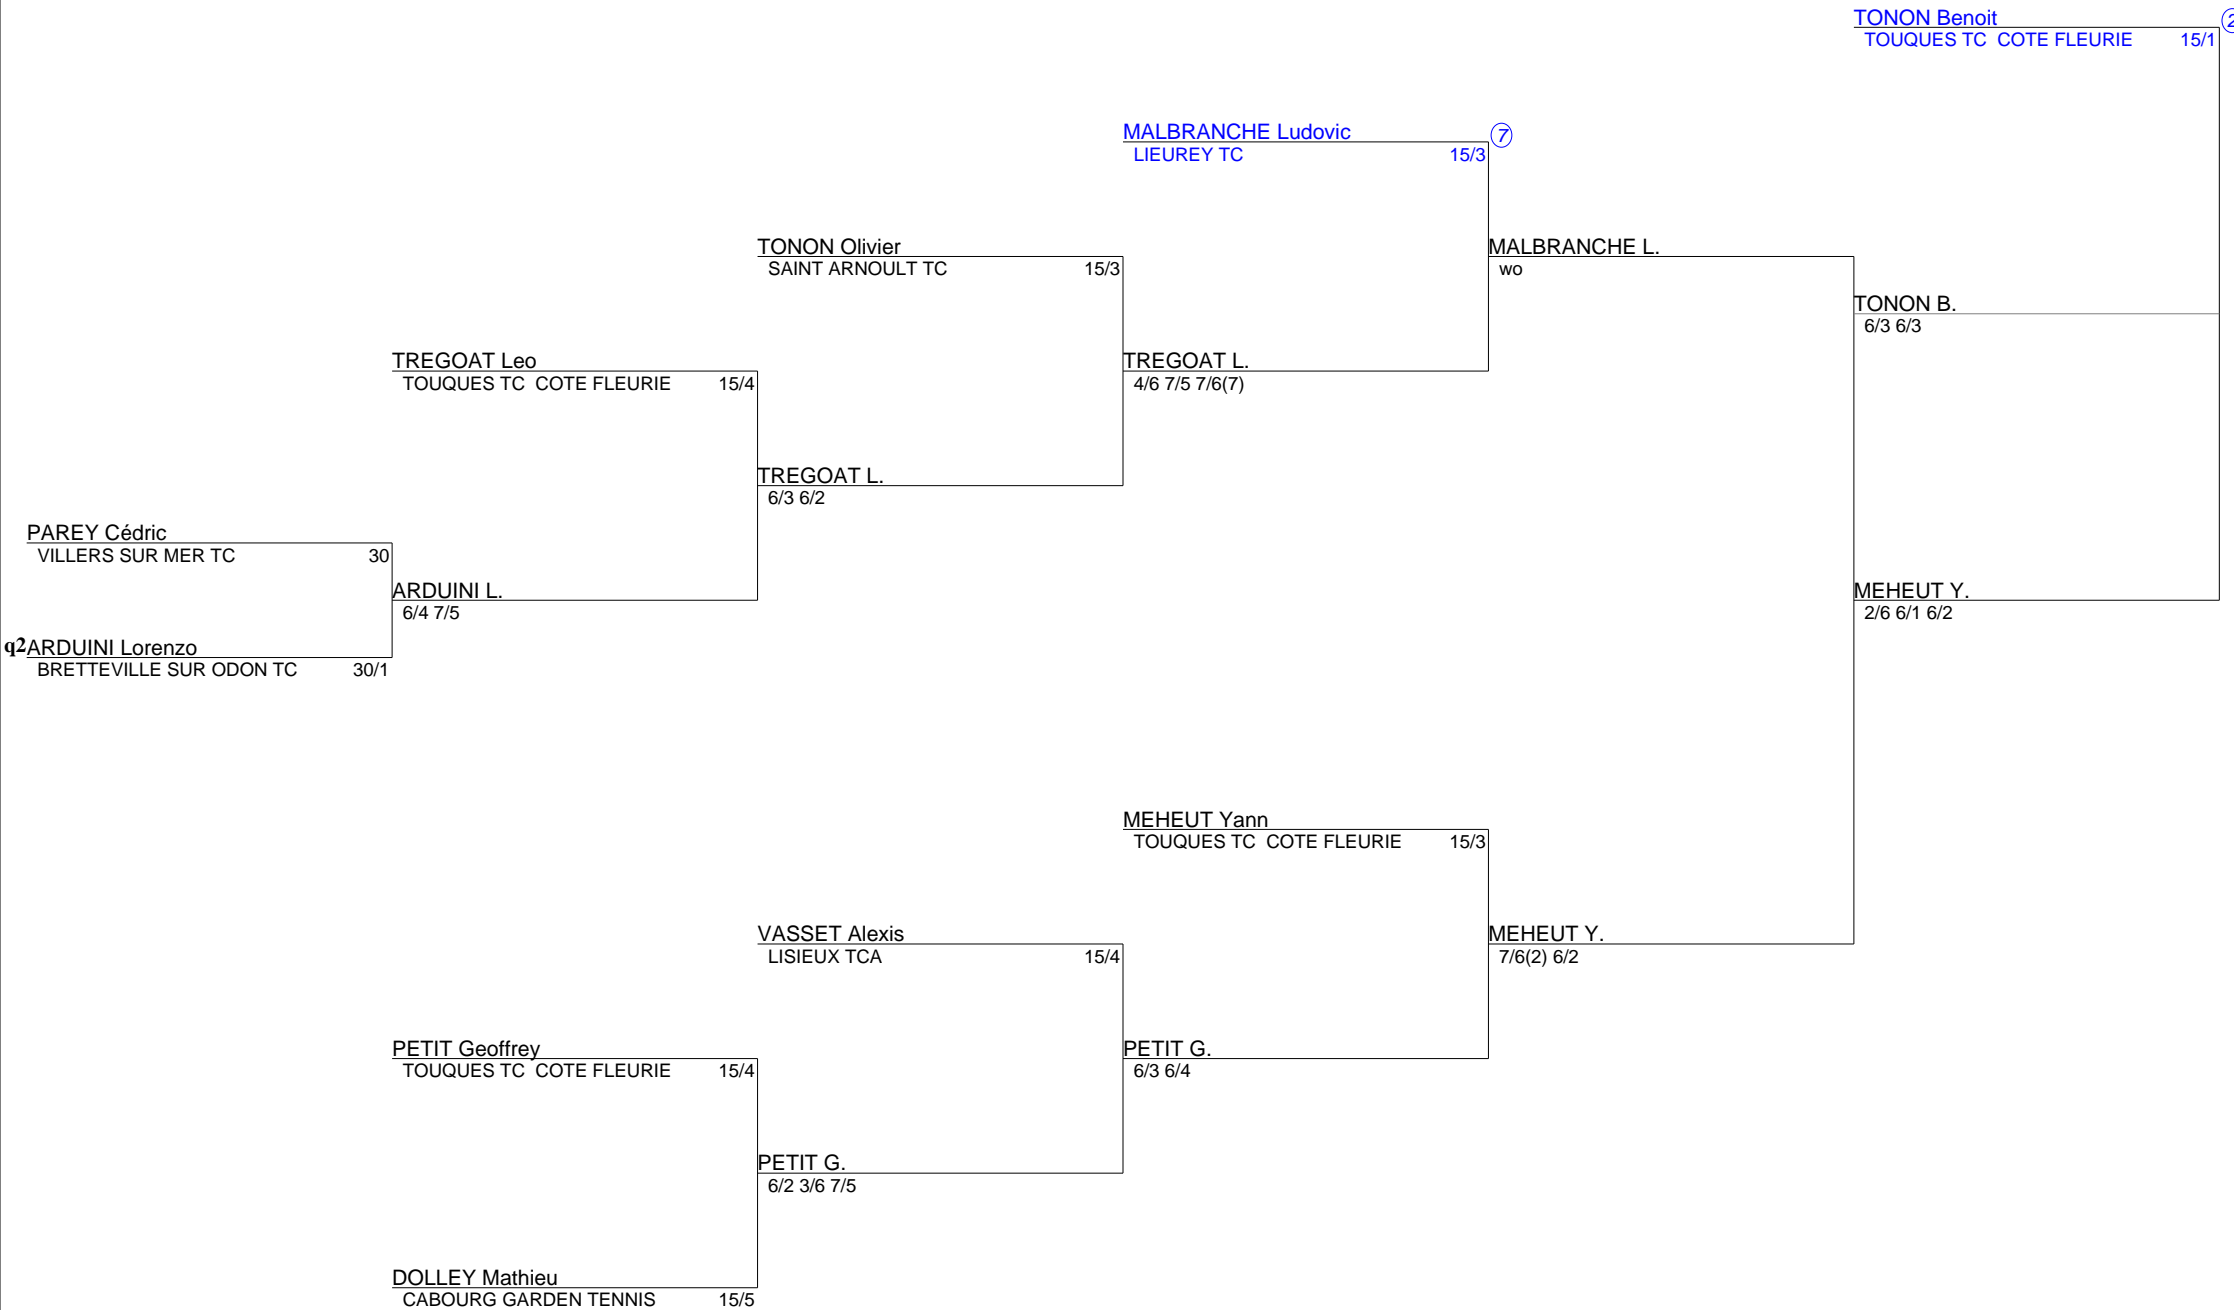 TONON Benoit
2
TOUQUES TC COTE FLEURIE 15/1
MALBRANCHE Ludovic
7
LIEUREY TC 15/3
TONON Olivier
SAINT ARNOULT TC 15/3
MALBRANCHE L.
wo
TONON B.
6/3 6/3
TREGOAT Leo
TOUQUES TC COTE FLEURIE 15/4
TREGOAT L.
4/6 7/5 7/6(7)
TREGOAT L.
6/3 6/2
PAREY Cédric
VILLERS SUR MER TC 30
ARDUINI L.
6/4 7/5
MEHEUT Y.
2/6 6/1 6/2
q2 ARDUINI Lorenzo
BRETTEVILLE SUR ODON TC 30/1
MEHEUT Yann
TOUQUES TC COTE FLEURIE 15/3
VASSET Alexis
LISIEUX TCA 15/4
MEHEUT Y.
7/6(2) 6/2
PETIT Geoffrey
TOUQUES TC COTE FLEURIE 15/4
PETIT G.
6/3 6/4
PETIT G.
6/2 3/6 7/5
DOLLEY Mathieu
CABOURG GARDEN TENNIS 15/5